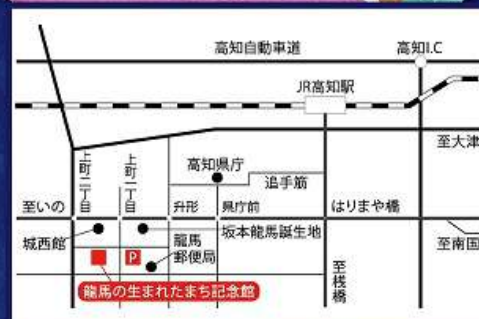 高知自動車道
高知I.C
JR高知駅
至大津
上町二丁目
上町一丁目
高知県庁
追手筋
至いの
升形
県庁前
はりまや橋
城西館
坂本龍馬誕生地
至南国
龍馬
郵便局
P
至桟橋
龍馬の生まれたまち記念館